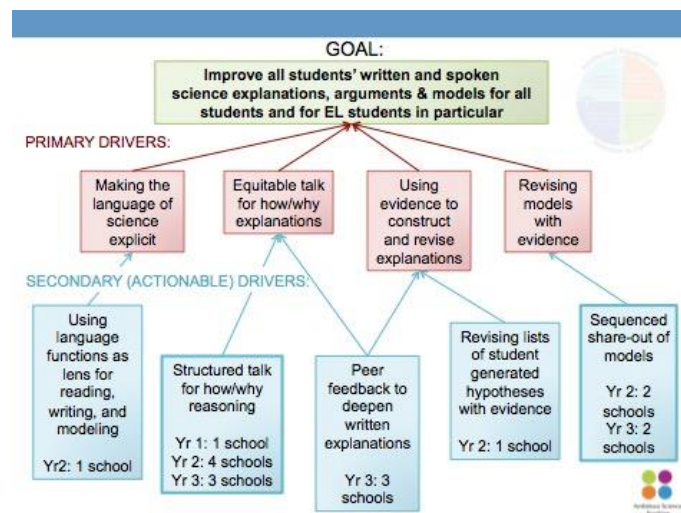 GOAL:
Improve all students' written and spoken
science explanations, arguments & models for all
students and for EL students in particular
PRIMARY DRIVERS:
Making the
language of
science
explicit
Equitable talk
for how/why
explanations
Using
evidence to
construct
and revise
explanations
Revising
models
with
evidence
SECONDARY (ACTIONABLE) DRIVERS:
Using
language
functions as
lens for
reading,
writing, and
modeling
Yr2: 1 school
Structured talk
for how/why
reasoning
Yr 1: 1 school
Yr 2: 4 schools
Yr 3: 3 schools
Peer
feedback to
deepen
written
explanations
Yr 3: 3
schools
Revising lists
of student
generated
hypotheses
with evidence
Yr 2: 1 school
Sequenced
share-out of
models
Yr 2: 2
schools
Yr 3: 2
schools
Ambitious Science